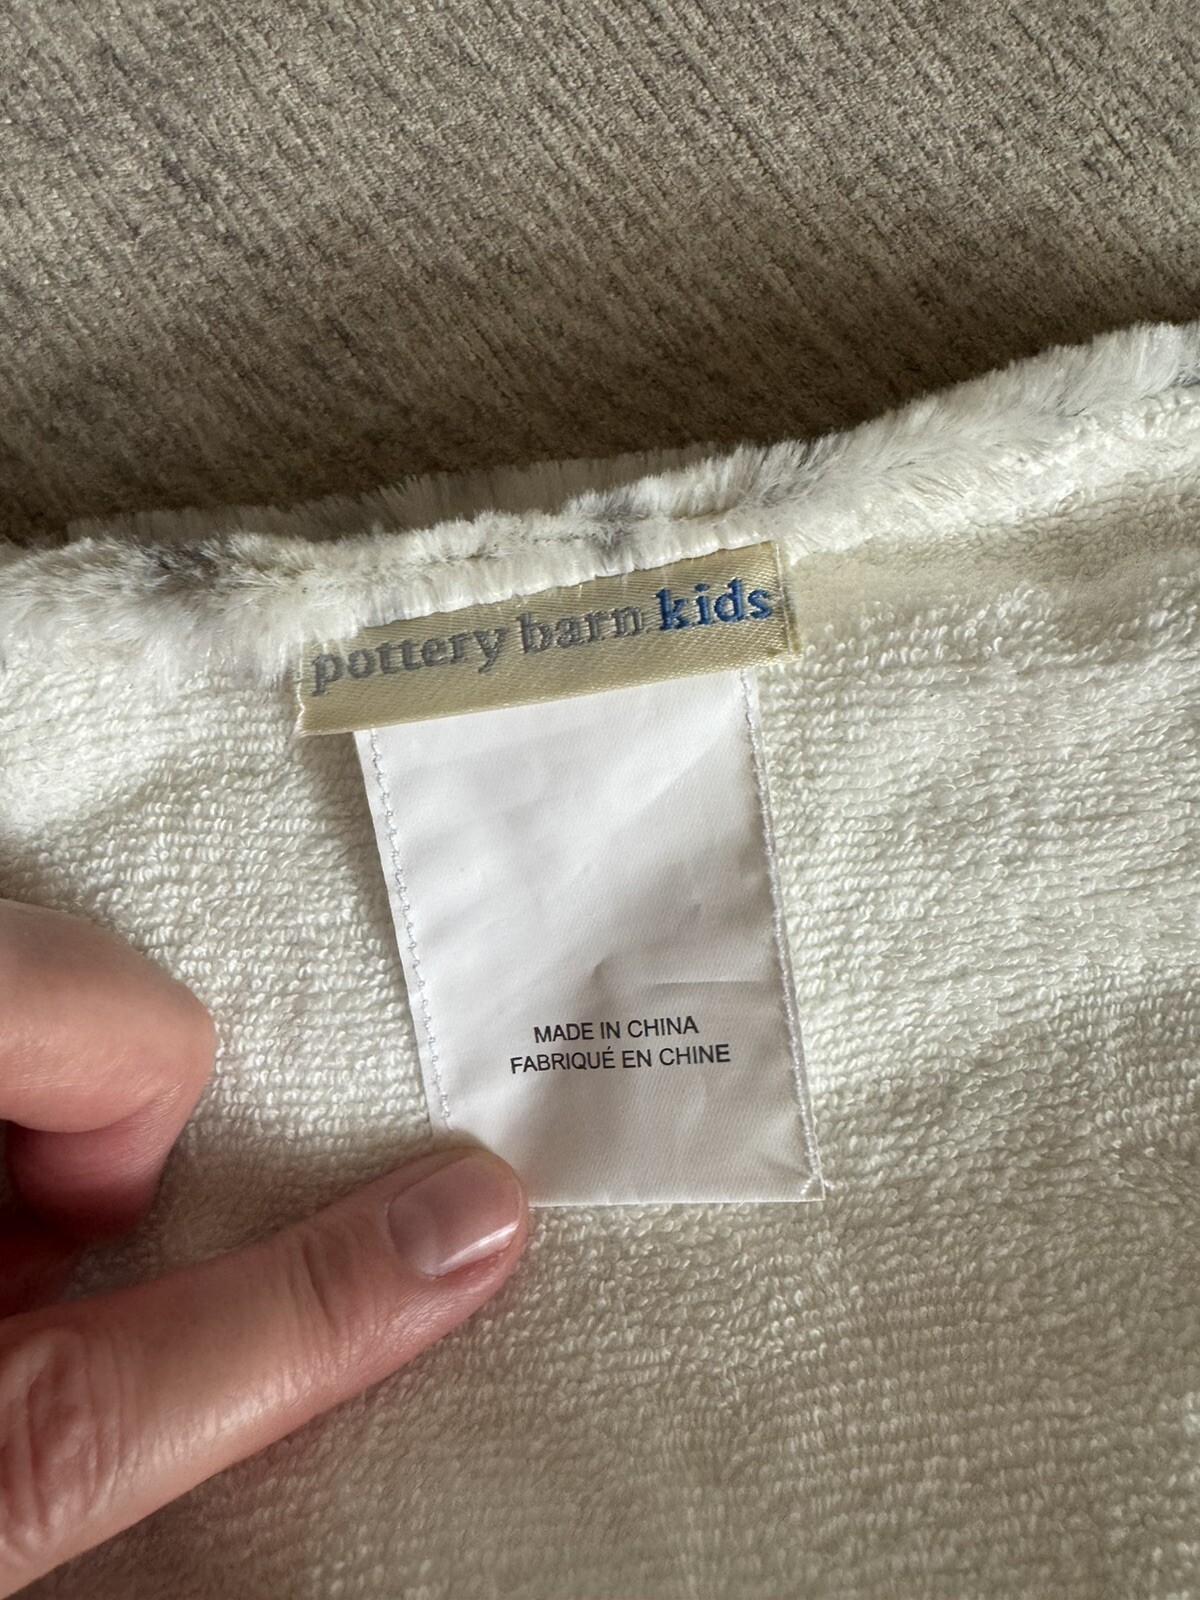 pottery barn kids
MADE IN CHINA
FABRIQUÉ EN CHINE